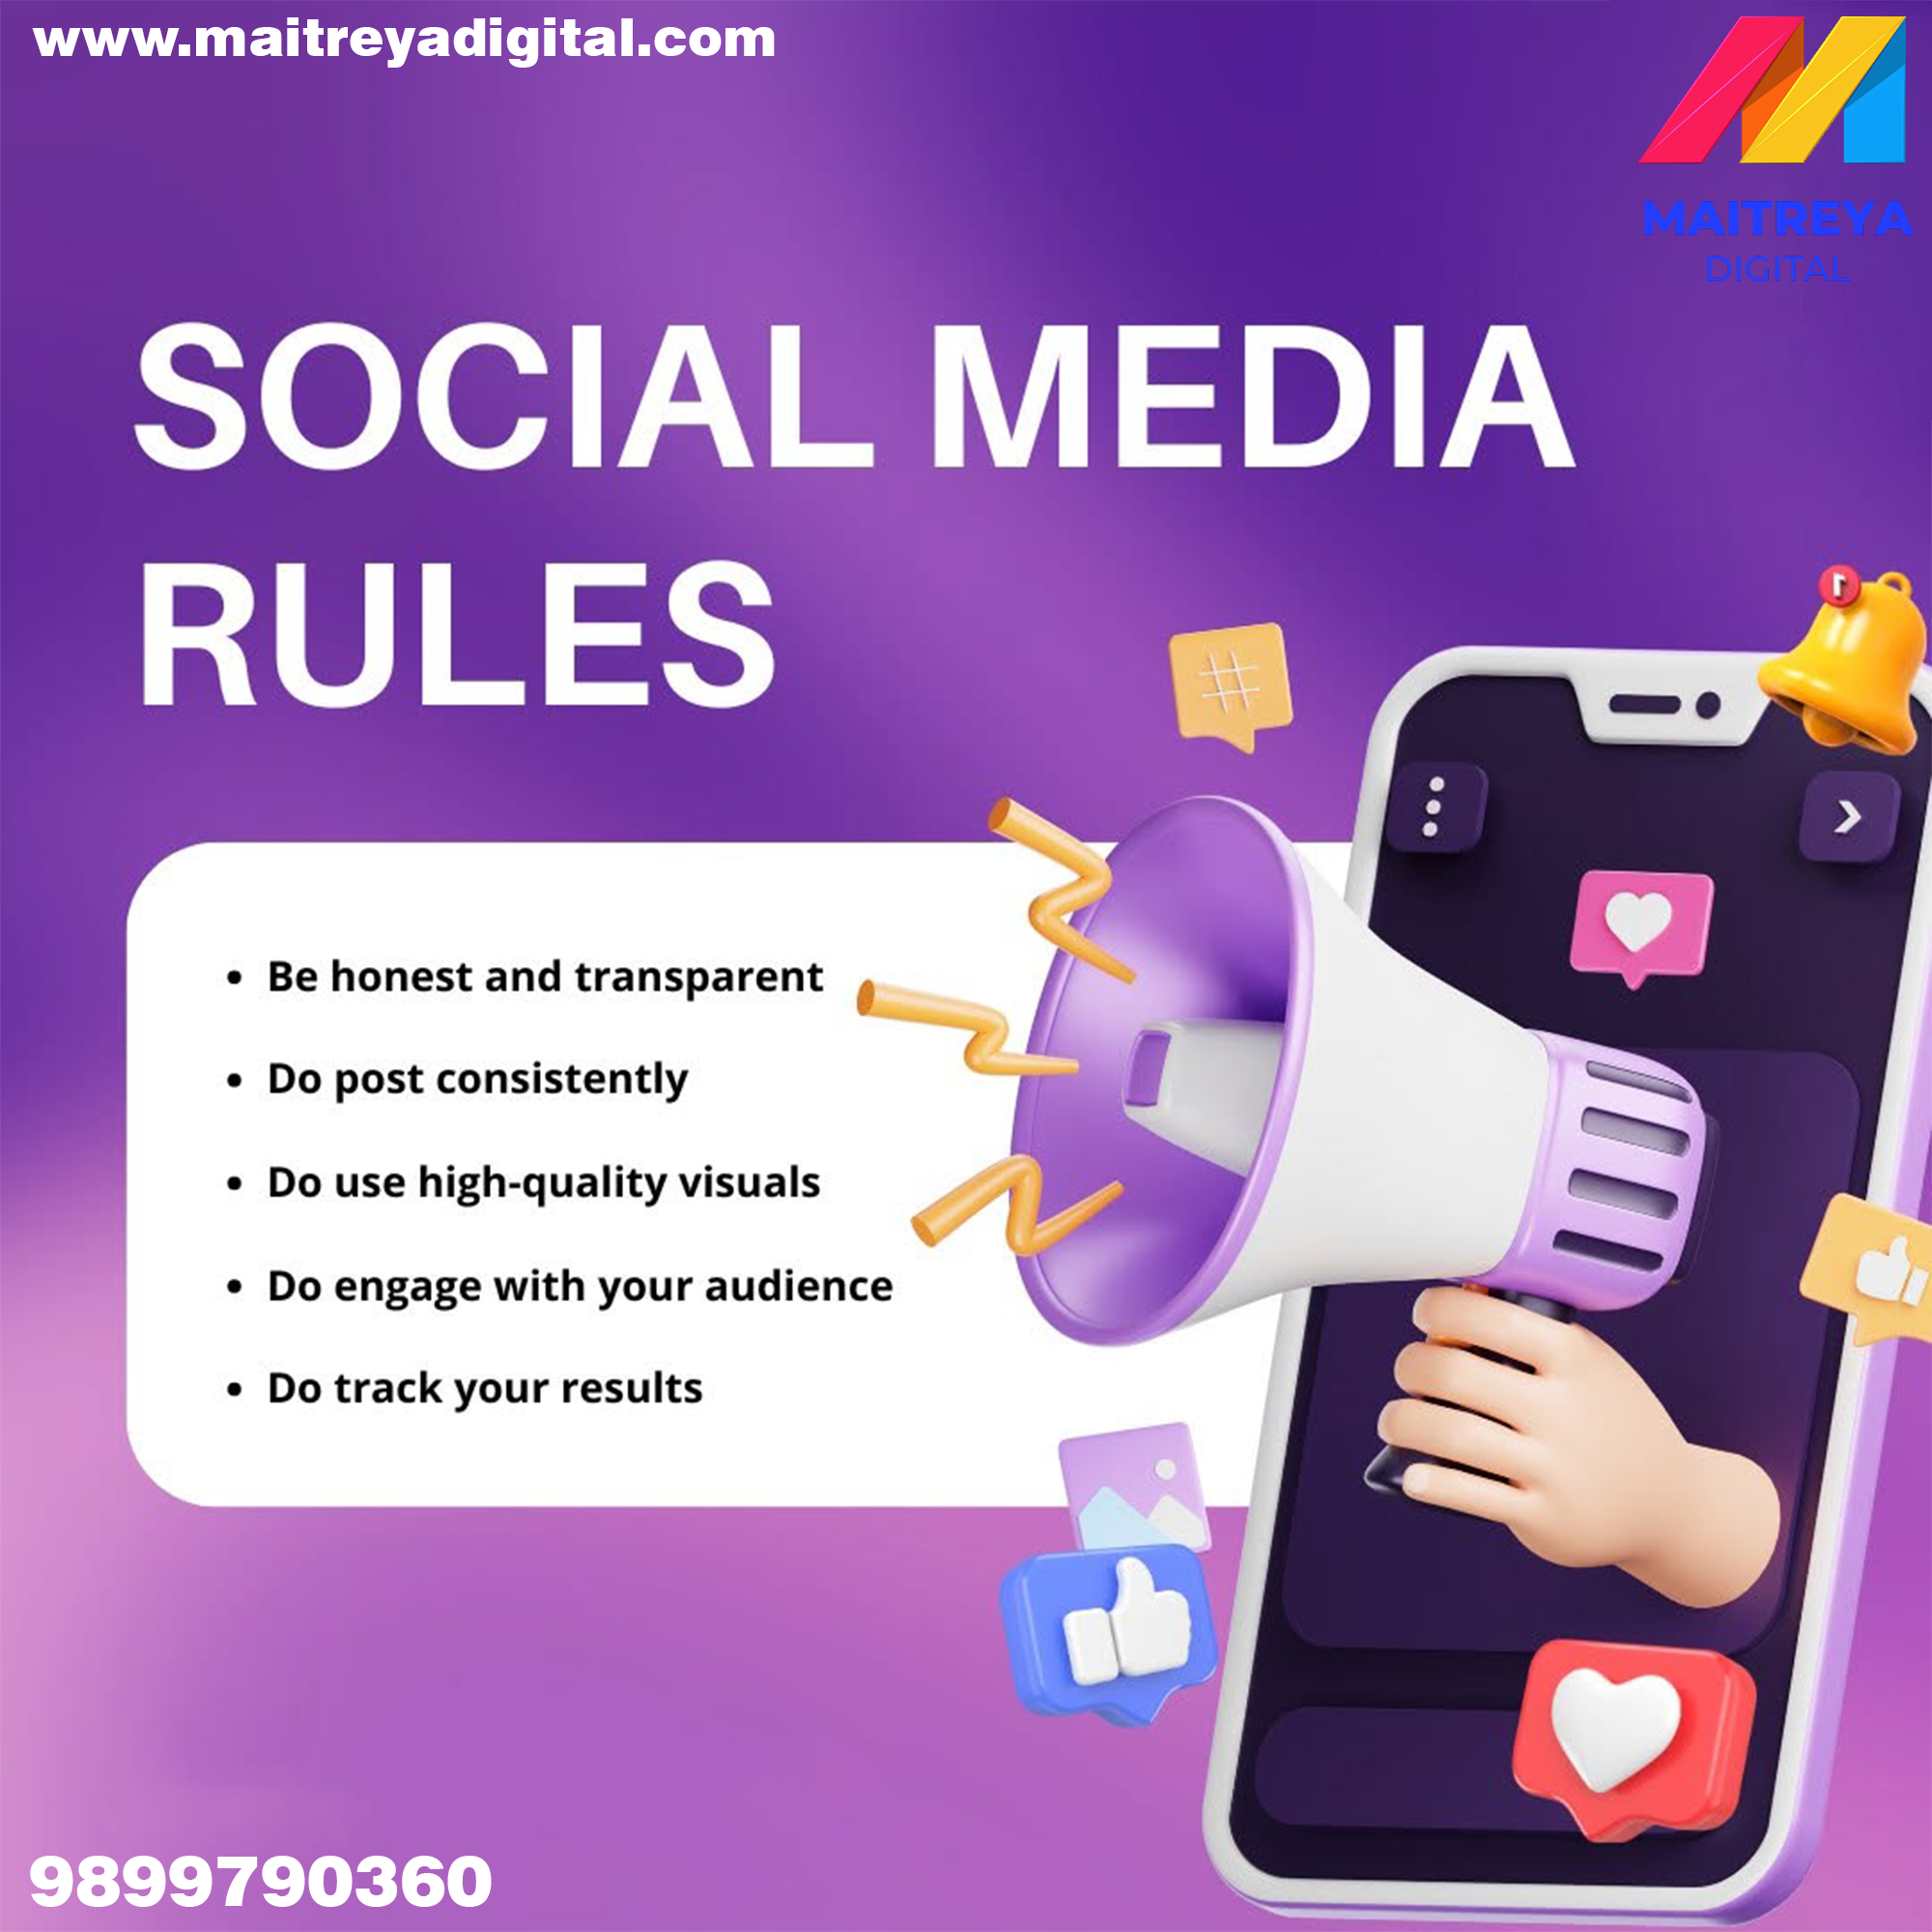 www.maitreyadigital.com
MAITREYA
DIGITAL
SOCIAL MEDIA
RULES
1
#
• Be honest and transparent
• Do post consistently
• Do use high-quality visuals
• Do engage with your audience
• Do track your results
9899790360